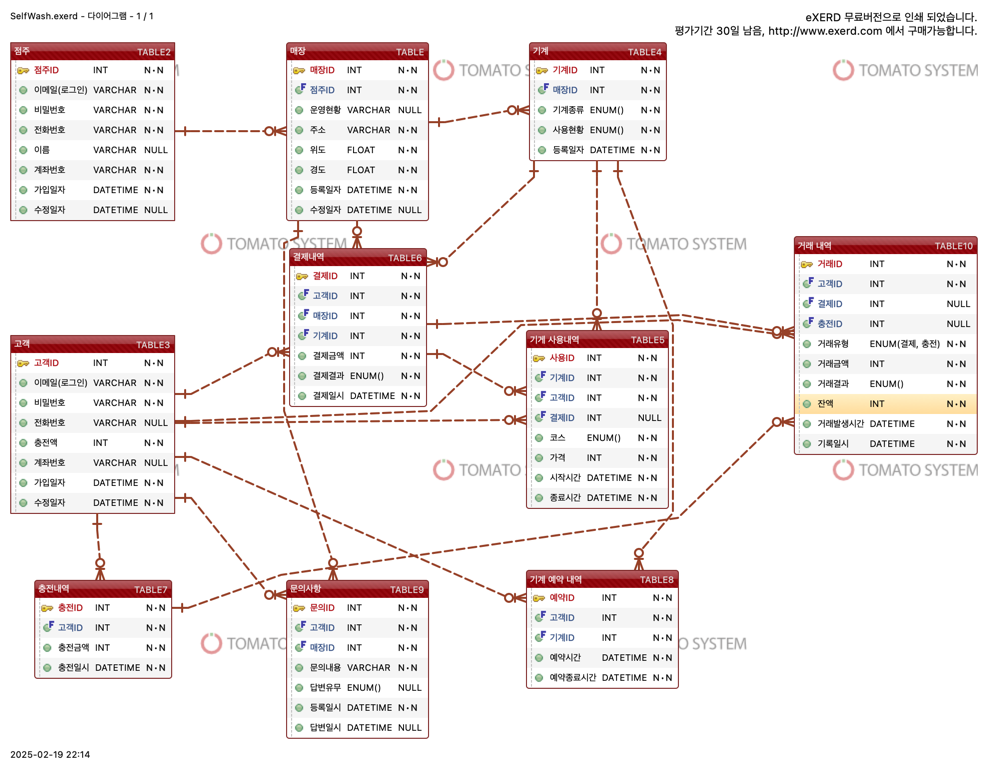 SelfWash.exerd - 다이어그램 - 1 / 1
eXERD 무료버전으로 인쇄 되었습니다.
평가기간 30일 남음, http://www.exerd.com 에서 구매가능합니다.
점주 TABLE2
점주ID INT N·N
이메일(로그인) VARCHAR N·N
비밀번호 VARCHAR N·N
전화번호 VARCHAR N·N
이름 VARCHAR NULL
계좌번호 VARCHAR N·N
가입일자 DATETIME N·N
수정일자 DATETIME NULL
매장 TABLE
매장ID INT N·N
점주ID INT N·N
운영현황 VARCHAR NULL
주소 VARCHAR N·N
위도 FLOAT N·N
경도 FLOAT N·N
등록일자 DATETIME N·N
수정일자 DATETIME NULL
기계 TABLE4
기계ID INT N·N
매장ID INT N·N
기계종류 ENUM() N·N
사용현황 ENUM() N·N
등록일자 DATETIME N·N
TOMATO S
TOMATO SYSTEM
TOMATO SYSTEM
TOMATO SYSTEM
결제내역 TABLE6
결제ID INT N·N
고객ID INT N·N
매장ID INT N·N
기계ID INT N·N
결제금액 INT N·N
결제결과 ENUM() N·N
결제일시 DATETIME N·N
거래 내역 TABLE10
거래ID INT N·N
고객ID INT N·N
결제ID INT NULL
충전ID INT NULL
거래유형 ENUM(결제, 충전) N·N
거래금액 INT N·N
거래결과 ENUM() N·N
잔액 INT N·N
거래발생시간 DATETIME N·N
기록일시 DATETIME N·N
고객 TABLE3
고객ID INT N·N
이메일(로그인) VARCHAR N·N
비밀번호 VARCHAR N·N
전화번호 VARCHAR NULL
충전액 INT N·N
계좌번호 VARCHAR NULL
가입일자 DATETIME N·N
수정일자 DATETIME N·N
기계 사용내역 TABLE5
사용ID INT N·N
기계ID INT N·N
고객ID INT N·N
결제ID INT NULL
코스 ENUM() N·N
가격 INT N·N
시작시간 DATETIME N·N
종료시간 DATETIME N·N
TOMATO SYS
TOMATO SYSTEM
충전내역 TABLE7
충전ID INT N·N
고객ID INT N·N
충전금액 INT N·N
충전일시 DATETIME N·N
문의사항 TABLE9
문의ID INT N·N
고객ID INT N·N
매장ID INT N·N
문의내용 VARCHAR N·N
답변유무 ENUM() NULL
등록일시 DATETIME N·N
답변일시 DATETIME NULL
기계 예약 내역 TABLE8
예약ID INT N·N
고객ID INT N·N
기계ID INT N·N
예약시간 DATETIME N·N
예약종료시간 DATETIME N·N
TOMAT
YSTEM
2025-02-19 22:14